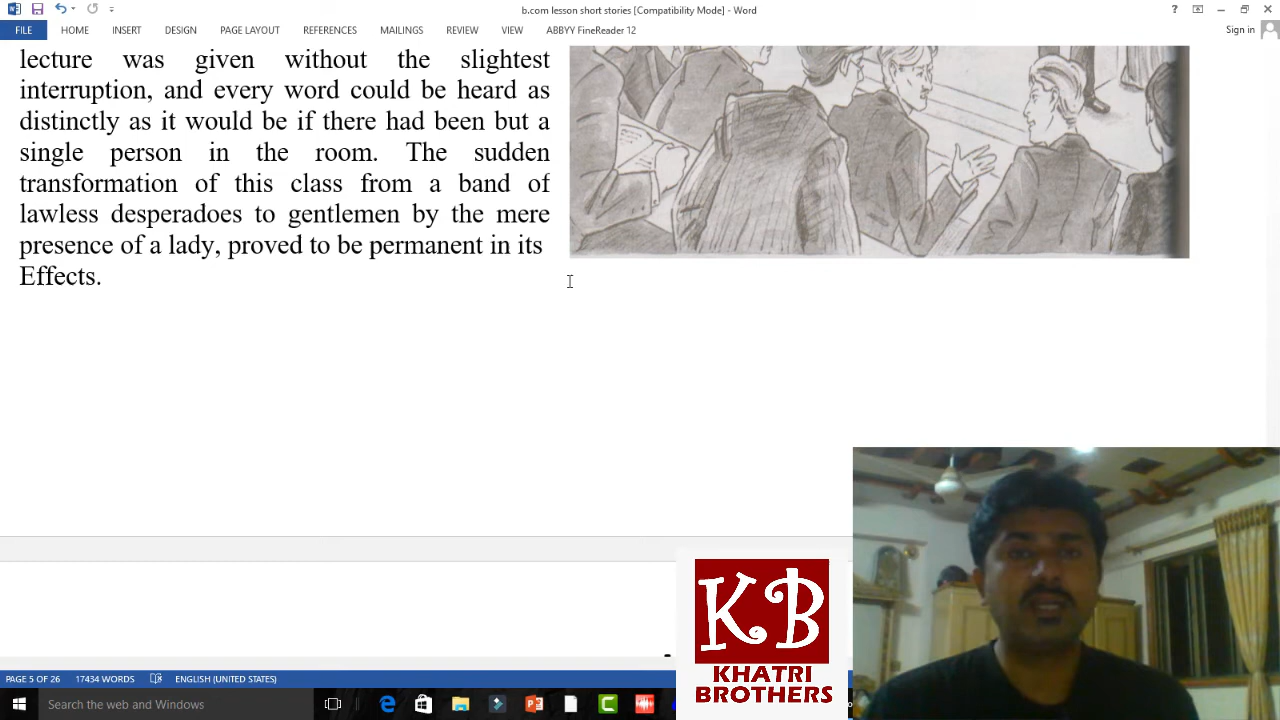 b.com lesson short stories [Compatibility Mode] - Word
?
FILE HOME INSERT DESIGN PAGE LAYOUT REFERENCES MAILINGS REVIEW VIEW ABBYY FineReader 12 Sign in
lecture was given without the slightest
interruption, and every word could be heard as
distinctly as it would be if there had been but a
single person in the room. The sudden
transformation of this class from a band of
lawless desperadoes to gentlemen by the mere
presence of a lady, proved to be permanent in its
Effects.
KB
KHATRI
BROTHERS
PAGE 5 OF 26 17434 WORDS ENGLISH (UNITED STATES)
Search the web and Windows